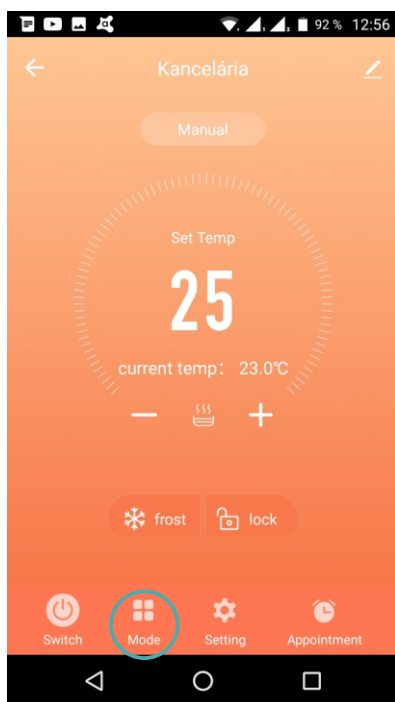 92 % 12:56
Kancelária
Manual
Set Temp
25
current temp: 23.0℃
frost lock
Switch Mode Setting Appointment